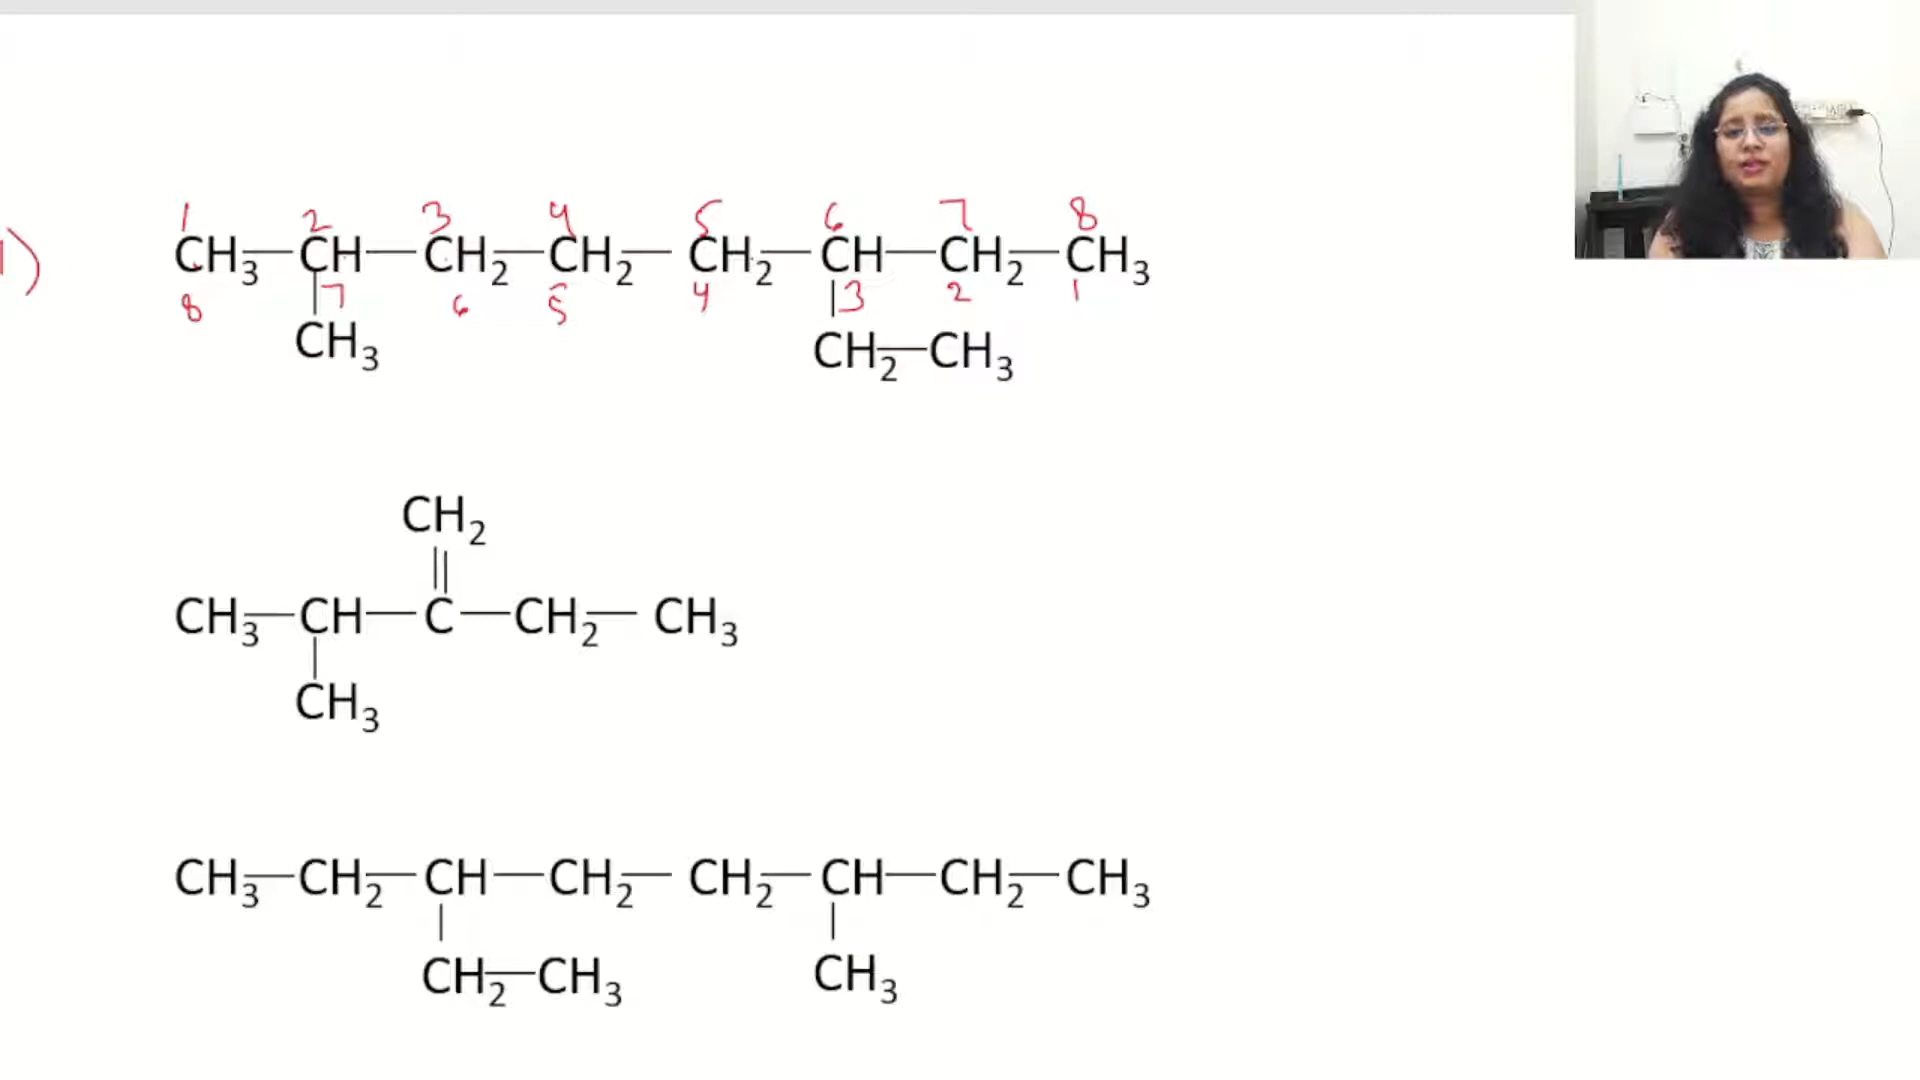 1 2 3 4 5 6 7 8
1) CH₃—CH—CH₂—CH₂—CH₂—CH—CH₂—CH₃
8 7 6 5 4 3 2 1
CH₃ CH₂—CH₃
CH₂
CH₃—CH—C—CH₂—CH₃
CH₃
CH₃—CH₂—CH—CH₂—CH₂—CH—CH₂—CH₃
CH₂—CH₃ CH₃